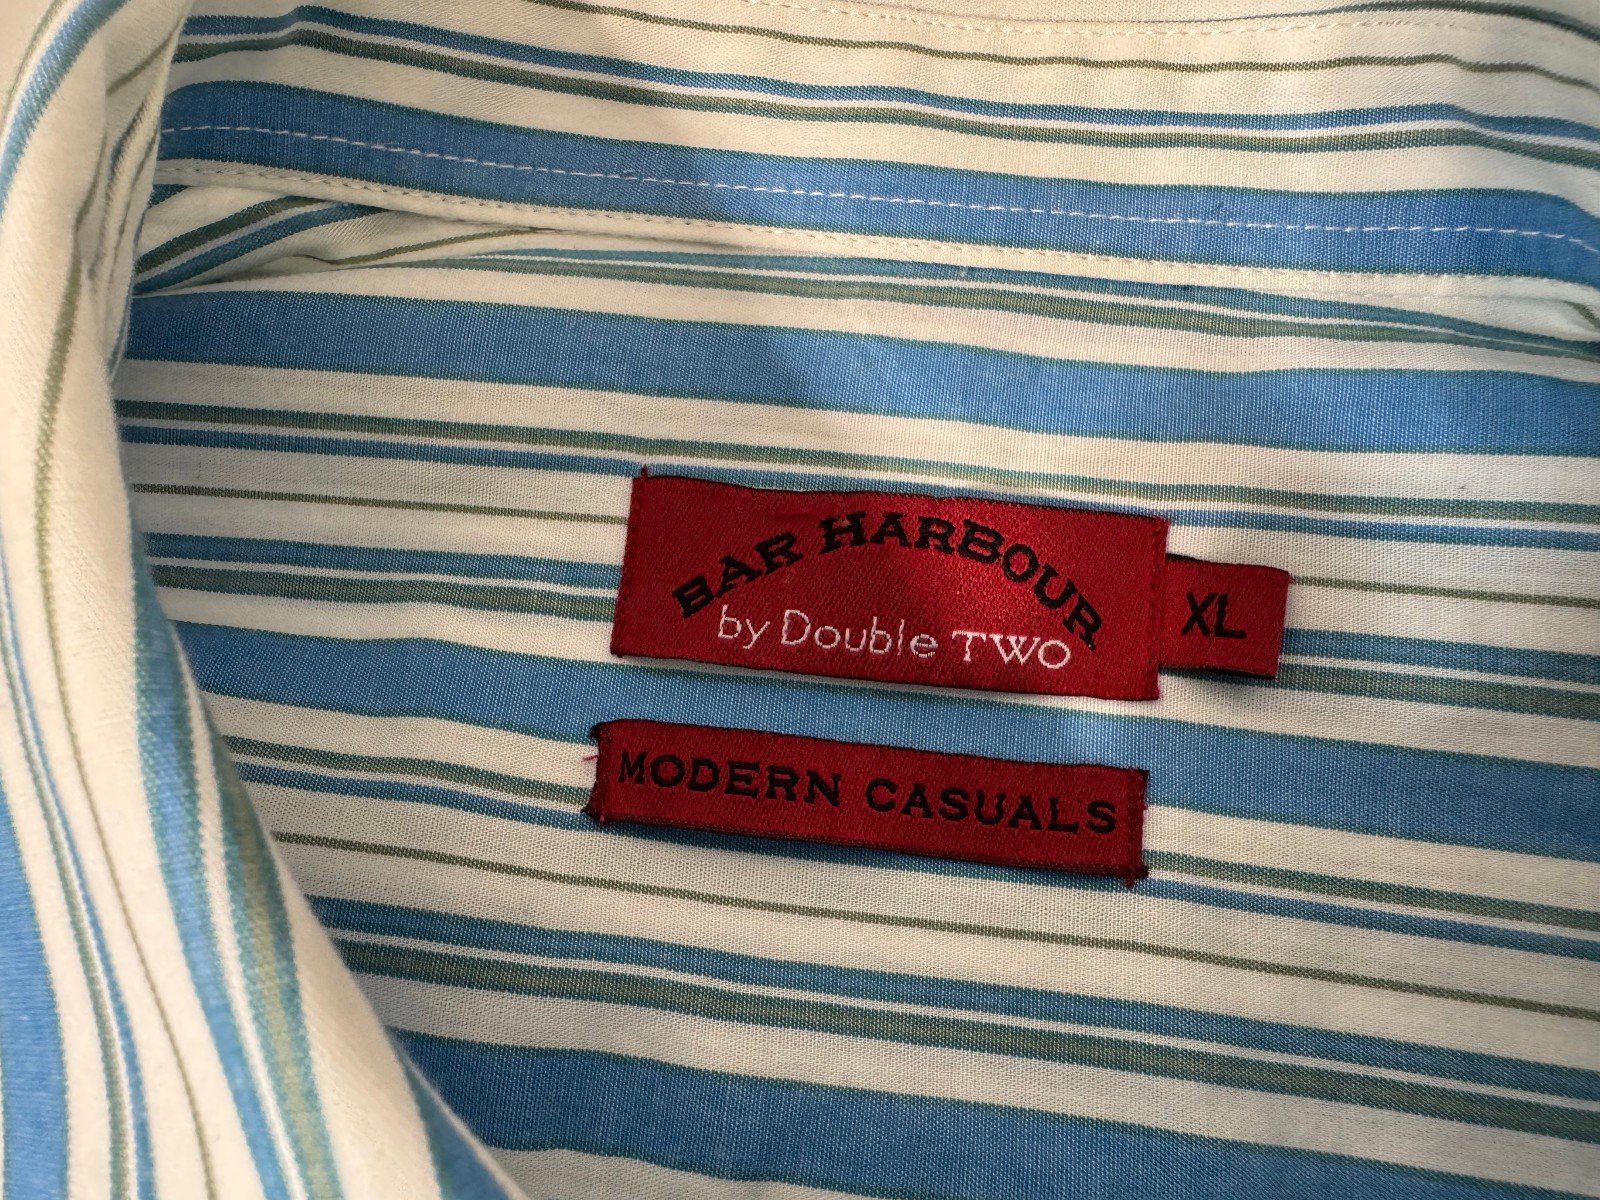 BAR HARBOUR
by Double TWO
XL
MODERN CASUALS